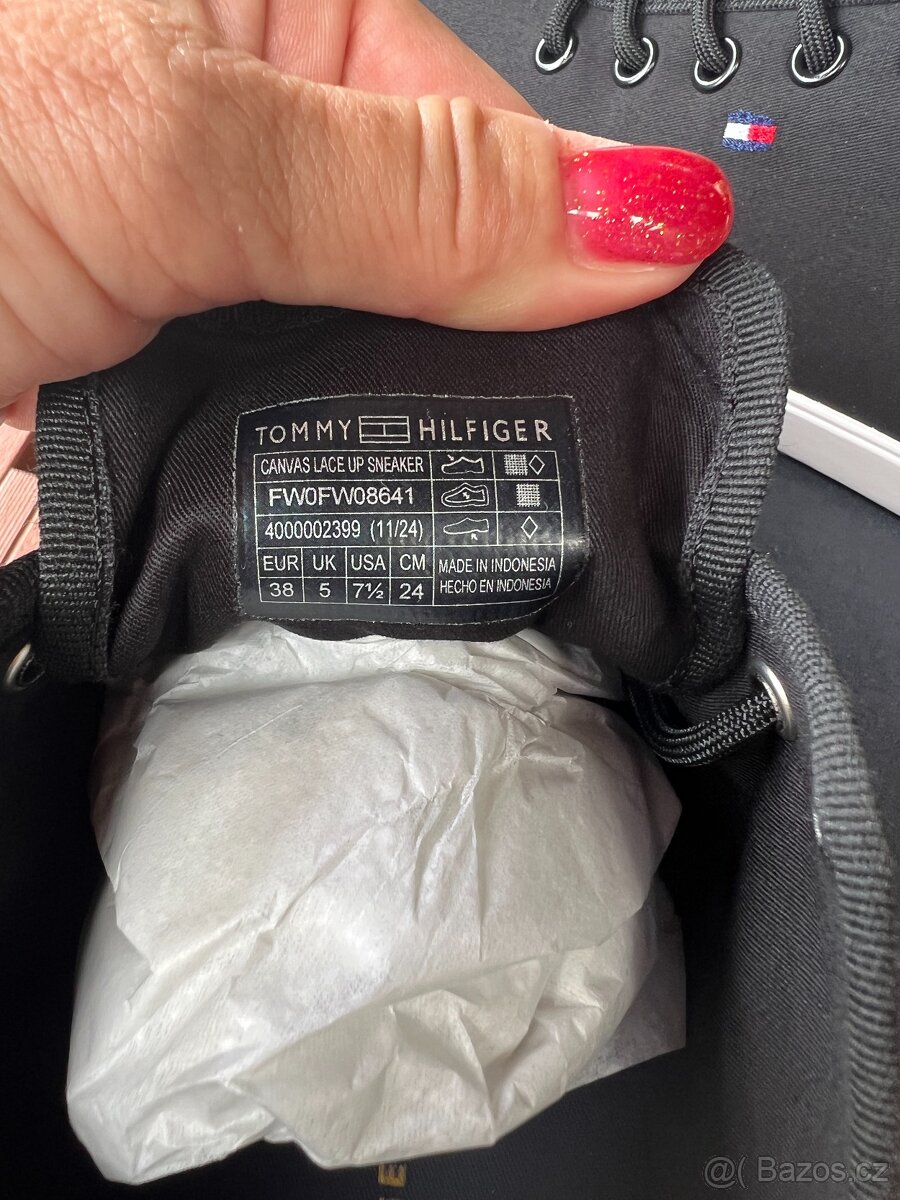 TOMMY HILFIGER
CANVAS LACE UP SNEAKER
FW0FW08641
4000002399 (11/24)
EUR UK USA CM
38 5 7½ 24
MADE IN INDONESIA
HECHO EN INDONESIA
@( Bazos.cz